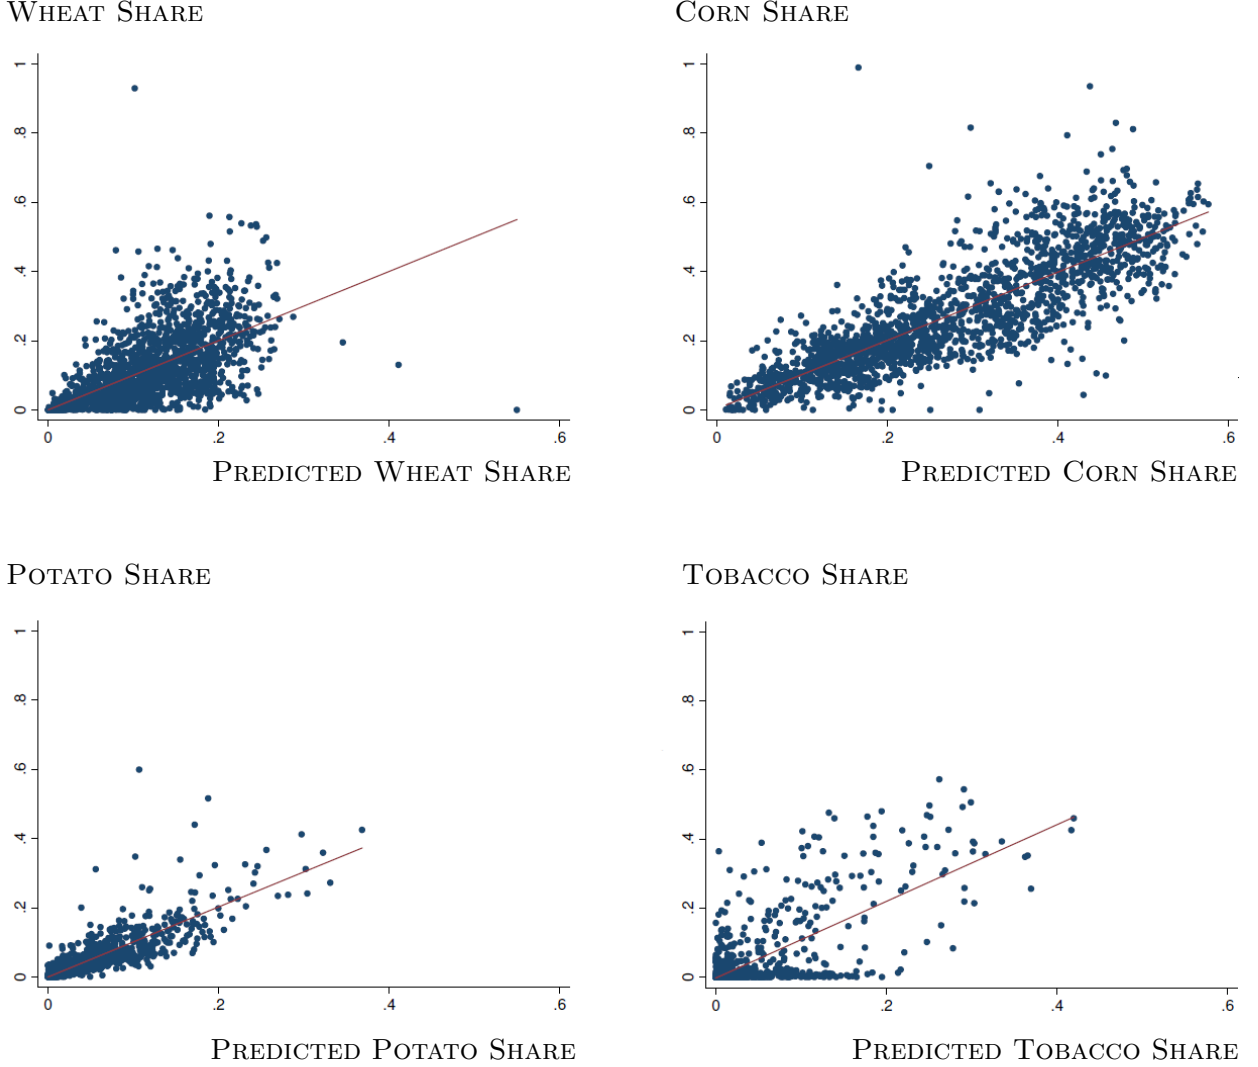 WHEAT SHARE
1
.8
.6
.4
.2
0
0 .2 .4 .6
PREDICTED WHEAT SHARE
CORN SHARE
1
.8
.6
.4
.2
0
0 .2 .4 .6
PREDICTED CORN SHARE
POTATO SHARE
1
.8
.6
.4
.2
0
0 .2 .4 .6
PREDICTED POTATO SHARE
TOBACCO SHARE
1
.8
.6
.4
.2
0
0 .2 .4 .6
PREDICTED TOBACCO SHARE